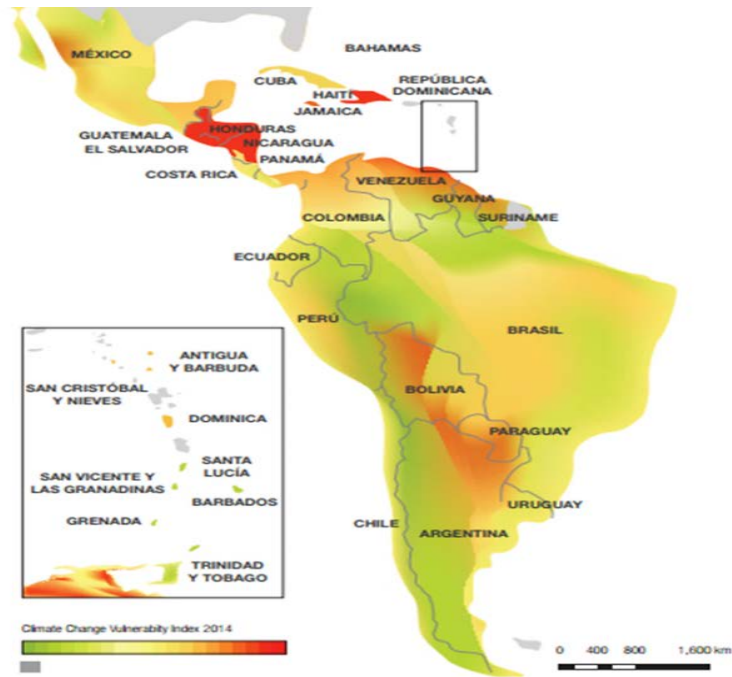 MÉXICO
BAHAMAS
CUBA
REPÚBLICA
DOMINICANA
HAITÍ
JAMAICA
GUATEMALA
HONDURAS
EL SALVADOR
NICARAGUA
PANAMÁ
COSTA RICA
VENEZUELA
GUYANA
COLOMBIA
SURINAME
ECUADOR
PERÚ
BRASIL
BOLIVIA
PARAGUAY
URUGUAY
CHILE
ARGENTINA
ANTIGUA
Y BARBUDA
SAN CRISTÓBAL
Y NIEVES
DOMINICA
SANTA
LUCÍA
SAN VICENTE Y
LAS GRANADINAS
BARBADOS
GRENADA
TRINIDAD
Y TOBAGO
Climate Change Vulnerabity Index 2014
0 400 800 1,600 km